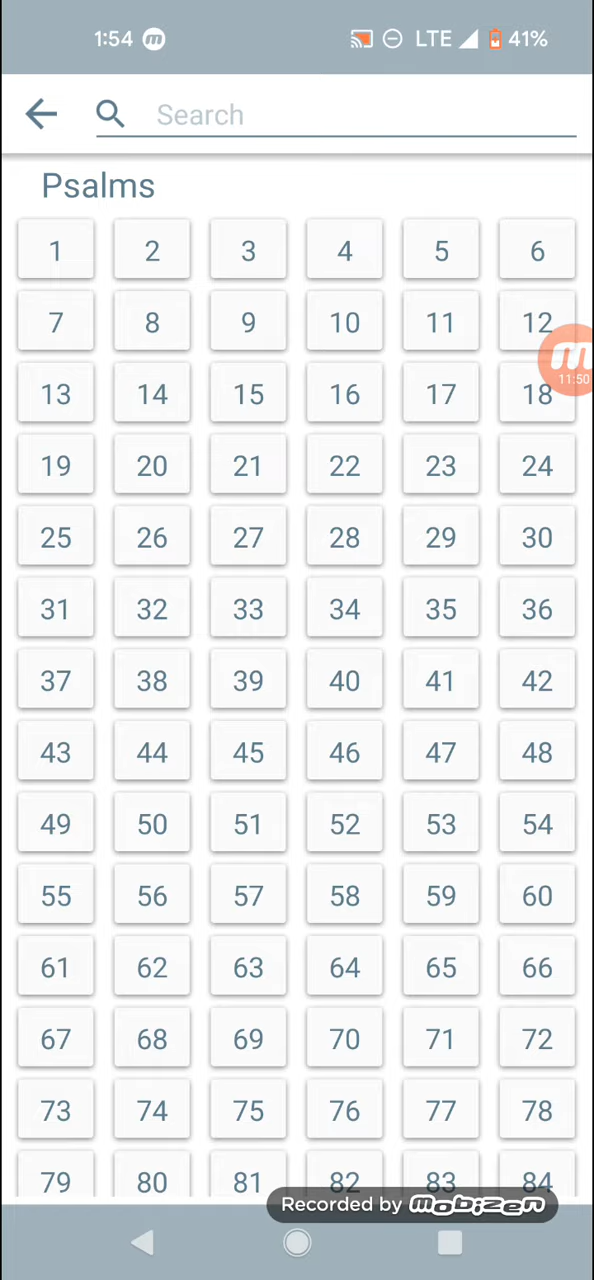 1:54 m LTE 41%
Search
Psalms
1 2 3 4 5 6
7 8 9 10 11 12
11:50
13 14 15 16 17 18
19 20 21 22 23 24
25 26 27 28 29 30
31 32 33 34 35 36
37 38 39 40 41 42
43 44 45 46 47 48
49 50 51 52 53 54
55 56 57 58 59 60
61 62 63 64 65 66
67 68 69 70 71 72
73 74 75 76 77 78
79 80 81 82 83 84
Recorded by mobizen